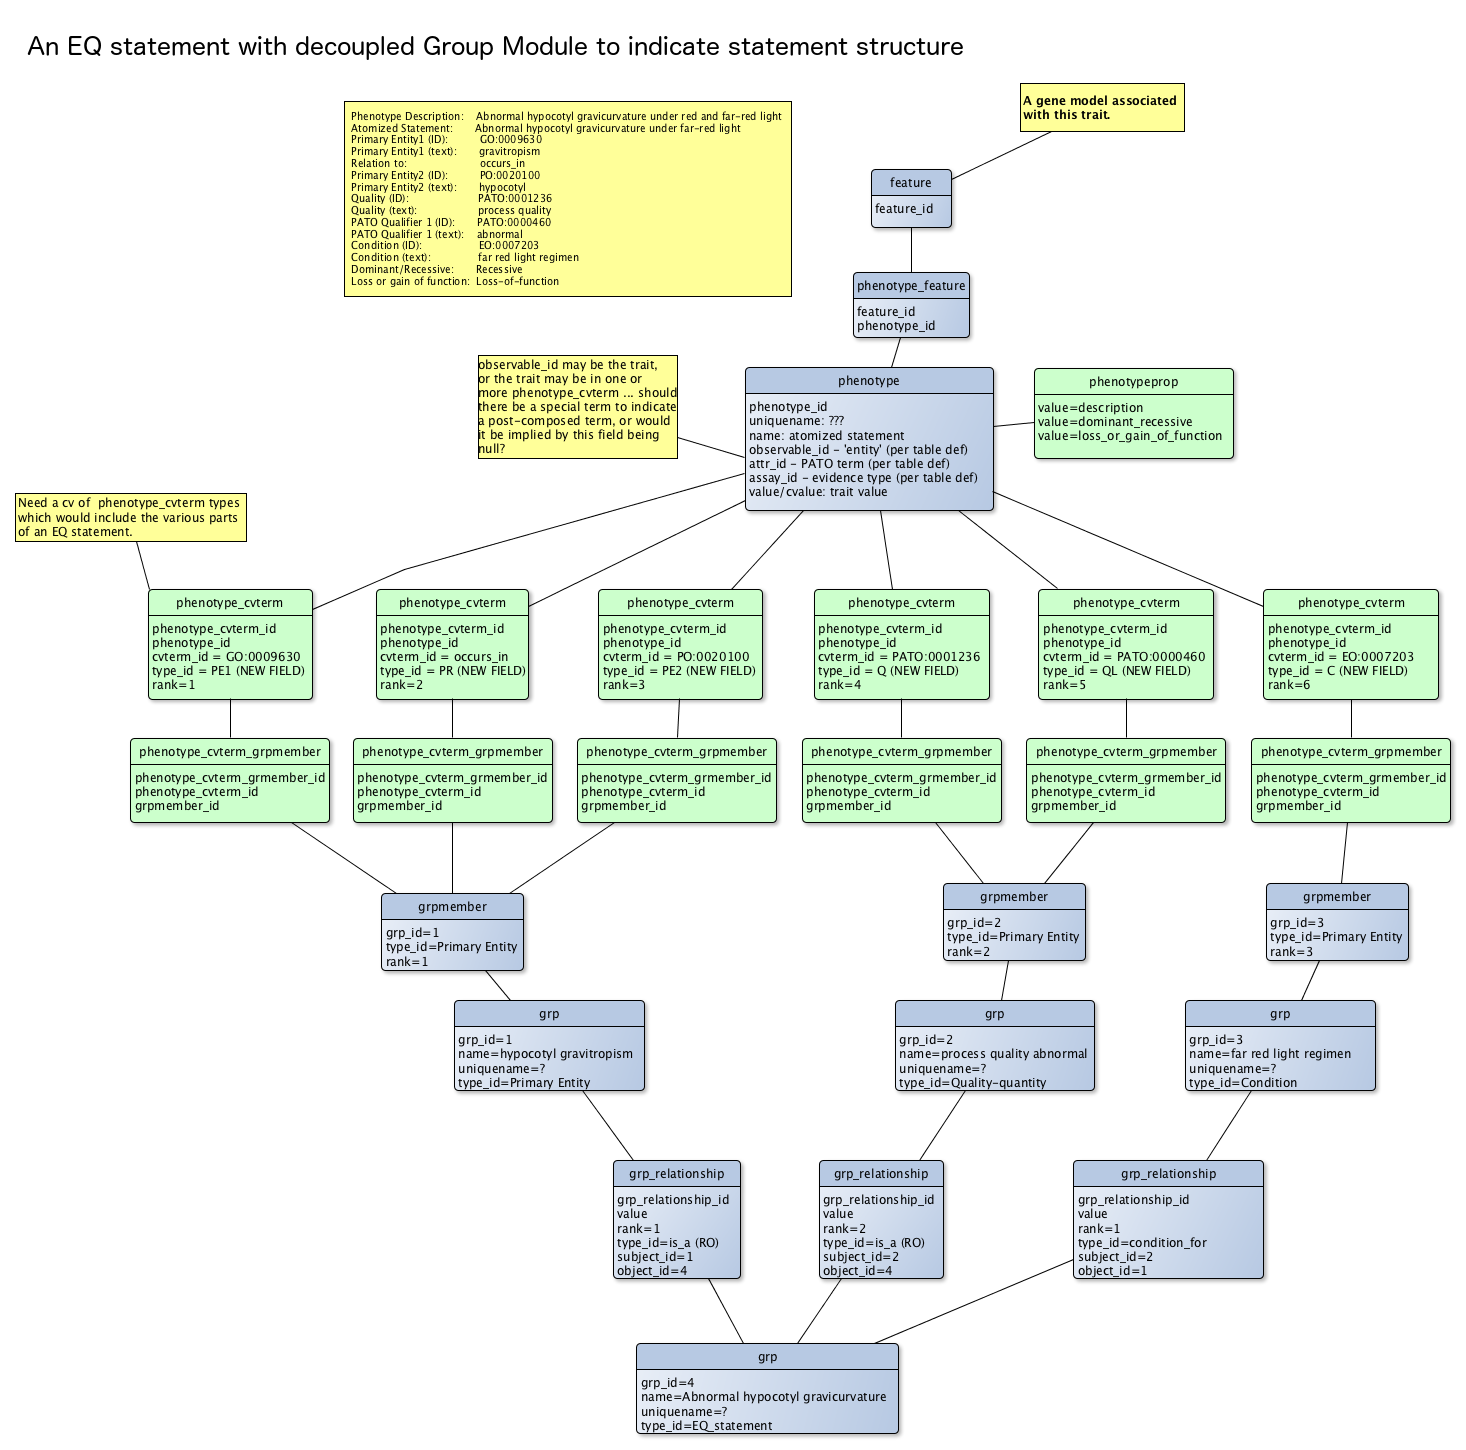 An EQ statement with decoupled Group Module to indicate statement structure
A gene model associated
with this trait.
Phenotype Description: Abnormal hypocotyl gravicurvature under red and far-red light
Atomized Statement: Abnormal hypocotyl gravicurvature under far-red light
Primary Entity1 (ID): GO:0009630
Primary Entity1 (text): gravitropism
Relation to: occurs_in
Primary Entity2 (ID): PO:0020100
Primary Entity2 (text): hypocotyl
Quality (ID): PATO:0001236
Quality (text): process quality
PATO Qualifier 1 (ID): PATO:0000460
PATO Qualifier 1 (text): abnormal
Condition (ID): EO:0007203
Condition (text): far red light regimen
Dominant/Recessive: Recessive
Loss or gain of function: Loss-of-function
feature
feature_id
phenotype_feature
feature_id
phenotype_id
observable_id may be the trait,
or the trait may be in one or
more phenotype_cvterm ... should
there be a special term to indicate
a post-composed term, or would
it be implied by this field being
null?
phenotype
phenotype_id
uniquename: ???
name: atomized statement
observable_id - 'entity' (per table def)
attr_id - PATO term (per table def)
assay_id - evidence type (per table def)
value/cvalue: trait value
phenotypeprop
value=description
value=dominant_recessive
value=loss_or_gain_of_function
Need a cv of  phenotype_cvterm types
which would include the various parts
of an EQ statement.
phenotype_cvterm
phenotype_cvterm_id
phenotype_id
cvterm_id = GO:0009630
type_id = PE1 (NEW FIELD)
rank=1
phenotype_cvterm
phenotype_cvterm_id
phenotype_id
cvterm_id = occurs_in
type_id = PR (NEW FIELD)
rank=2
phenotype_cvterm
phenotype_cvterm_id
phenotype_id
cvterm_id = PO:0020100
type_id = PE2 (NEW FIELD)
rank=3
phenotype_cvterm
phenotype_cvterm_id
phenotype_id
cvterm_id = PATO:0001236
type_id = Q (NEW FIELD)
rank=4
phenotype_cvterm
phenotype_cvterm_id
phenotype_id
cvterm_id = PATO:0000460
type_id = QL (NEW FIELD)
rank=5
phenotype_cvterm
phenotype_cvterm_id
phenotype_id
cvterm_id = EO:0007203
type_id = C (NEW FIELD)
rank=6
phenotype_cvterm_grpmember
phenotype_cvterm_grmember_id
phenotype_cvterm_id
grpmember_id
phenotype_cvterm_grpmember
phenotype_cvterm_grmember_id
phenotype_cvterm_id
grpmember_id
phenotype_cvterm_grpmember
phenotype_cvterm_grmember_id
phenotype_cvterm_id
grpmember_id
phenotype_cvterm_grpmember
phenotype_cvterm_grmember_id
phenotype_cvterm_id
grpmember_id
phenotype_cvterm_grpmember
phenotype_cvterm_grmember_id
phenotype_cvterm_id
grpmember_id
phenotype_cvterm_grpmember
phenotype_cvterm_grmember_id
phenotype_cvterm_id
grpmember_id
grpmember
grp_id=1
type_id=Primary Entity
rank=1
grpmember
grp_id=2
type_id=Primary Entity
rank=2
grpmember
grp_id=3
type_id=Primary Entity
rank=3
grp
grp_id=1
name=hypocotyl gravitropism
uniquename=?
type_id=Primary Entity
grp
grp_id=2
name=process quality abnormal
uniquename=?
type_id=Quality-quantity
grp
grp_id=3
name=far red light regimen
uniquename=?
type_id=Condition
grp_relationship
grp_relationship_id
value
rank=1
type_id=is_a (RO)
subject_id=1
object_id=4
grp_relationship
grp_relationship_id
value
rank=2
type_id=is_a (RO)
subject_id=2
object_id=4
grp_relationship
grp_relationship_id
value
rank=1
type_id=condition_for
subject_id=2
object_id=1
grp
grp_id=4
name=Abnormal hypocotyl gravicurvature
uniquename=?
type_id=EQ_statement